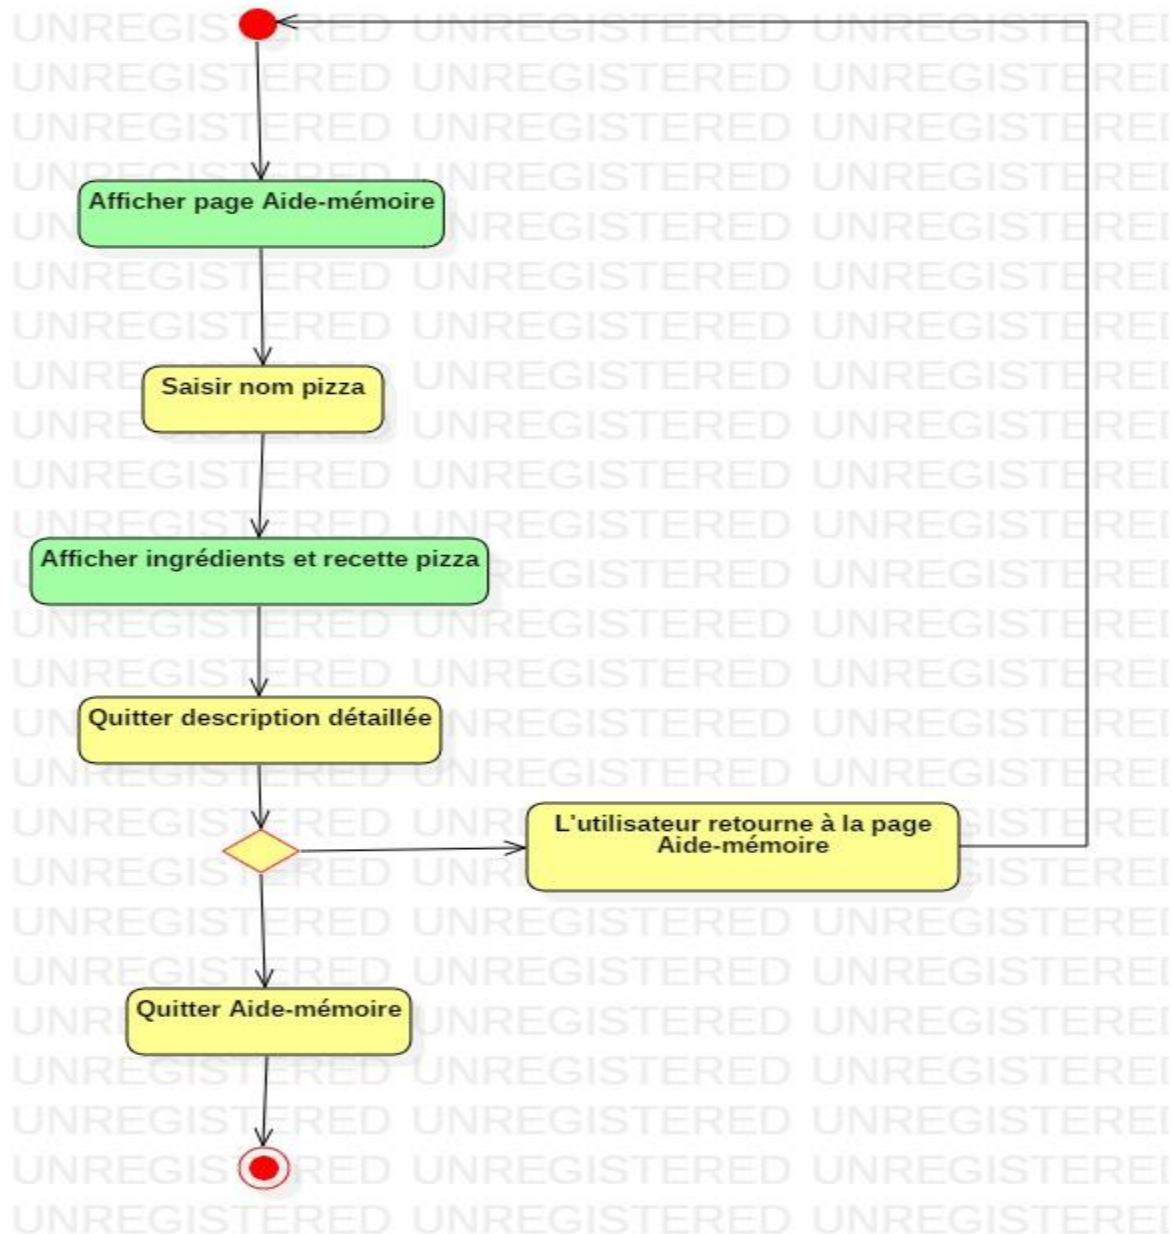 Afficher page Aide-mémoire
Saisir nom pizza
Afficher ingrédients et recette pizza
Quitter description détaillée
L'utilisateur retourne à la page
Aide-mémoire
Quitter Aide-mémoire
UNREGISTERED